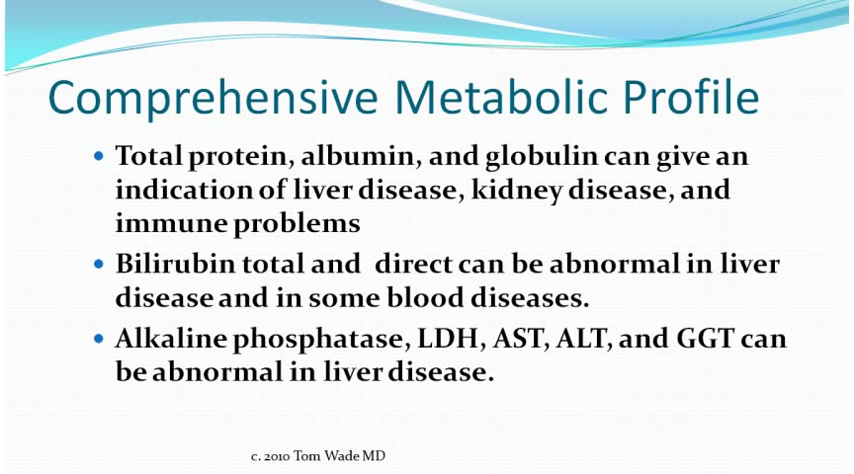 Comprehensive Metabolic Profile
• Total protein, albumin, and globulin can give an
indication of liver disease, kidney disease, and
immune problems
• Bilirubin total and  direct can be abnormal in liver
disease and in some blood diseases.
• Alkaline phosphatase, LDH, AST, ALT, and GGT can
be abnormal in liver disease.
c. 2010 Tom Wade MD